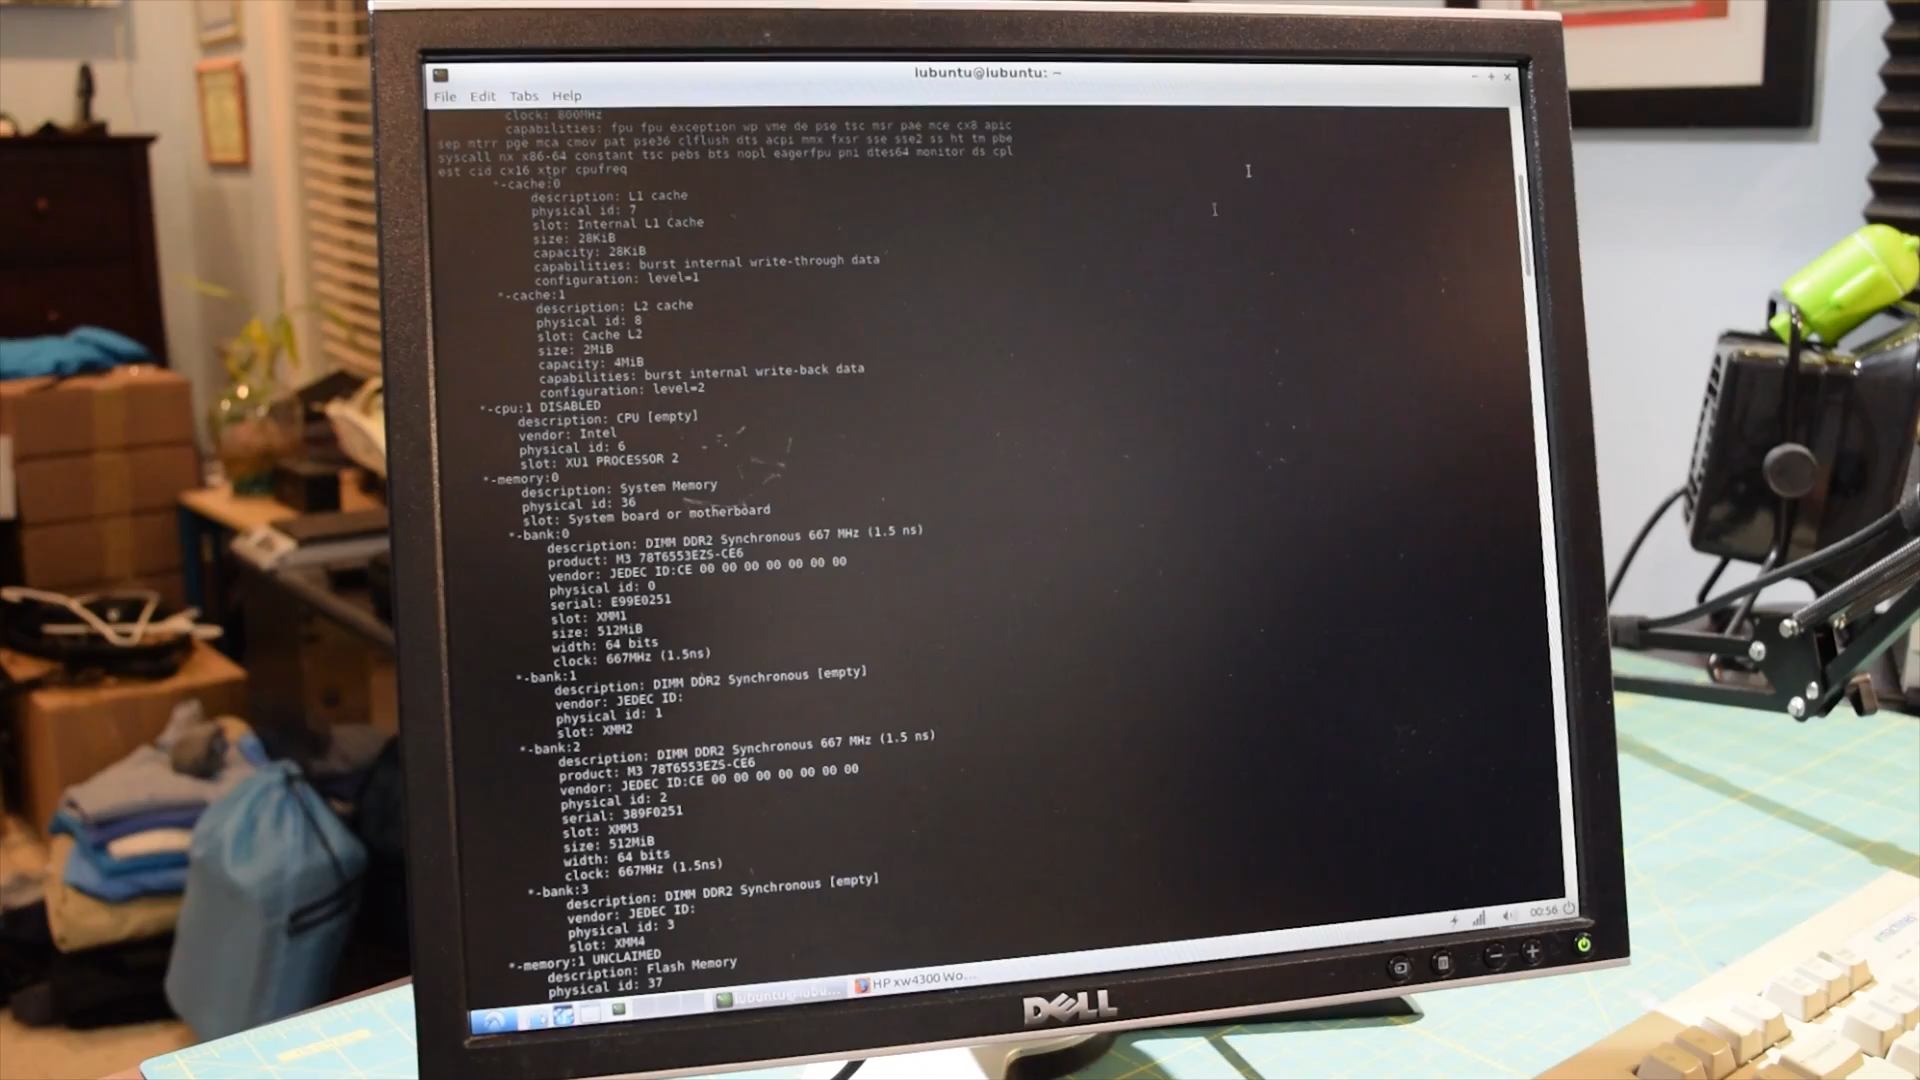 lubuntu@lubuntu: ~
File Edit Tabs Help
clock: 800MHz
capabilities: fpu fpu exception wp vme de pse tsc msr pae mce cx8 apic
sep mtrr pge mca cmov pat pse36 clflush dts acpi mmx fxsr sse sse2 ss ht tm pbe
syscall nx x86-64 constant tsc pebs bts nopl eagerfpu pni dtes64 monitor ds cpl
est cid cx16 xtpr cpufreq
*-cache:0
description: L1 cache
physical id: 7
slot: Internal L1 Cache
size: 28KiB
capacity: 28KiB
capabilities: burst internal write-through data
configuration: level=1
*-cache:1
description: L2 cache
physical id: 8
slot: Cache L2
size: 2MiB
capacity: 4MiB
capabilities: burst internal write-back data
configuration: level=2
*-cpu:1 DISABLED
description: CPU [empty]
vendor: Intel
physical id: 6
slot: XU1 PROCESSOR 2
*-memory:0
description: System Memory
physical id: 36
slot: System board or motherboard
*-bank:0
description: DIMM DDR2 Synchronous 667 MHz (1.5 ns)
product: M3 78T6553EZS-CE6
vendor: JEDEC ID:CE 00 00 00 00 00 00 00
physical id: 0
serial: E99E0251
slot: XMM1
size: 512MiB
width: 64 bits
clock: 667MHz (1.5ns)
*-bank:1
description: DIMM DDR2 Synchronous [empty]
vendor: JEDEC ID:
physical id: 1
slot: XMM2
*-bank:2
description: DIMM DDR2 Synchronous 667 MHz (1.5 ns)
product: M3 78T6553EZS-CE6
vendor: JEDEC ID:CE 00 00 00 00 00 00 00
physical id: 2
serial: 389F0251
slot: XMM3
size: 512MiB
width: 64 bits
clock: 667MHz (1.5ns)
*-bank:3
description: DIMM DDR2 Synchronous [empty]
vendor: JEDEC ID:
physical id: 3
slot: XMM4
*-memory:1 UNCLAIMED
description: Flash Memory
physical id: 37
00:56
lubuntu@lubu... HP xw4300 Wo...
DELL